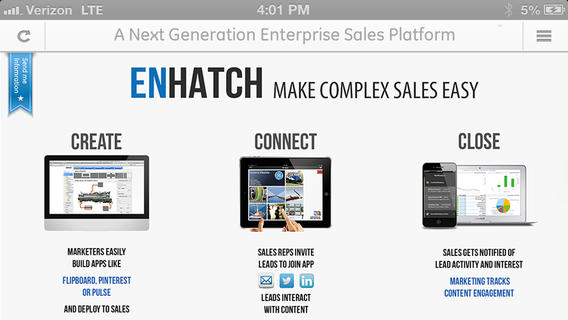 Verizon LTE 4:01 PM 5%
A Next Generation Enterprise Sales Platform
Send me
Information
ENHATCH MAKE COMPLEX SALES EASY
CREATE
MARKETERS EASILY
BUILD APPS LIKE
FLIPBOARD, PINTEREST
OR PULSE
AND DEPLOY TO SALES
CONNECT
SALES REPS INVITE
LEADS TO JOIN APP
LEADS INTERACT
WITH CONTENT
CLOSE
SALES GETS NOTIFIED OF
LEAD ACTIVITY AND INTEREST
MARKETING TRACKS
CONTENT ENGAGEMENT